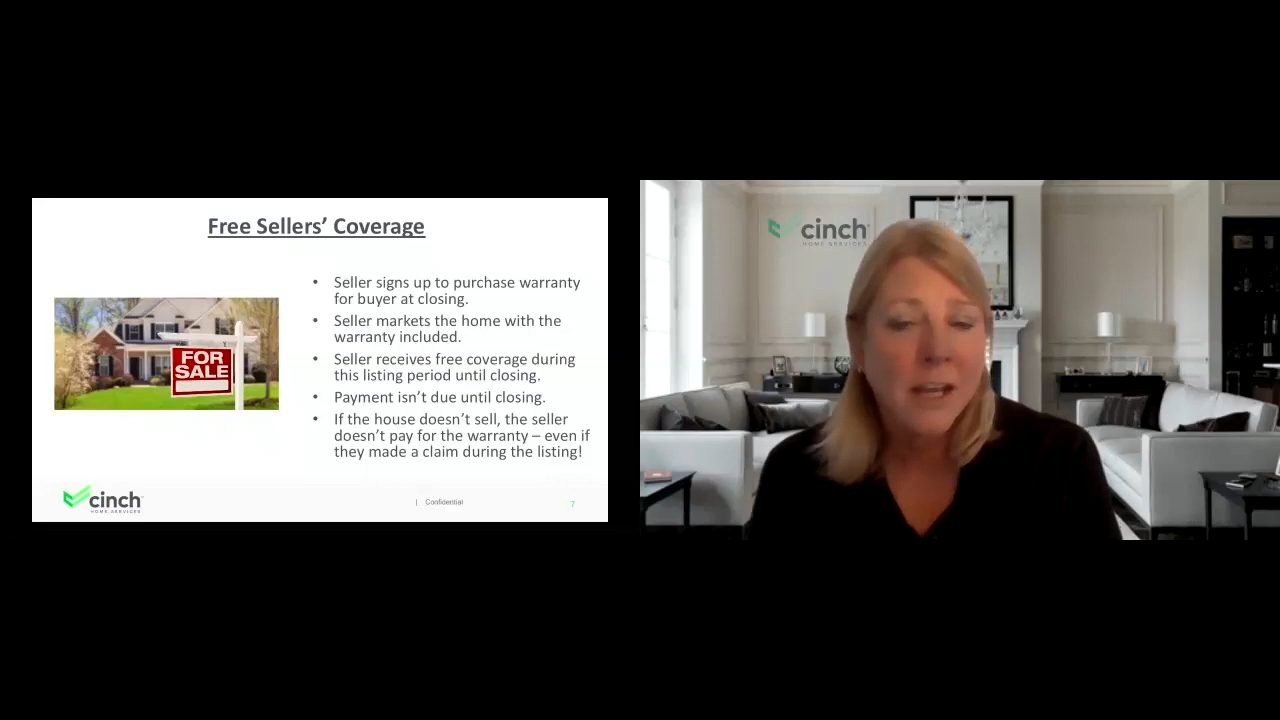 Free Sellers’ Coverage
• Seller signs up to purchase warranty
for buyer at closing.
• Seller markets the home with the
warranty included.
• Seller receives free coverage during
this listing period until closing.
• Payment isn’t due until closing.
• If the house doesn’t sell, the seller
doesn’t pay for the warranty – even if
they made a claim during the listing!
FOR
SALE
cinch
HOME SERVICES
| Confidential
7
cinch
HOME SERVICES